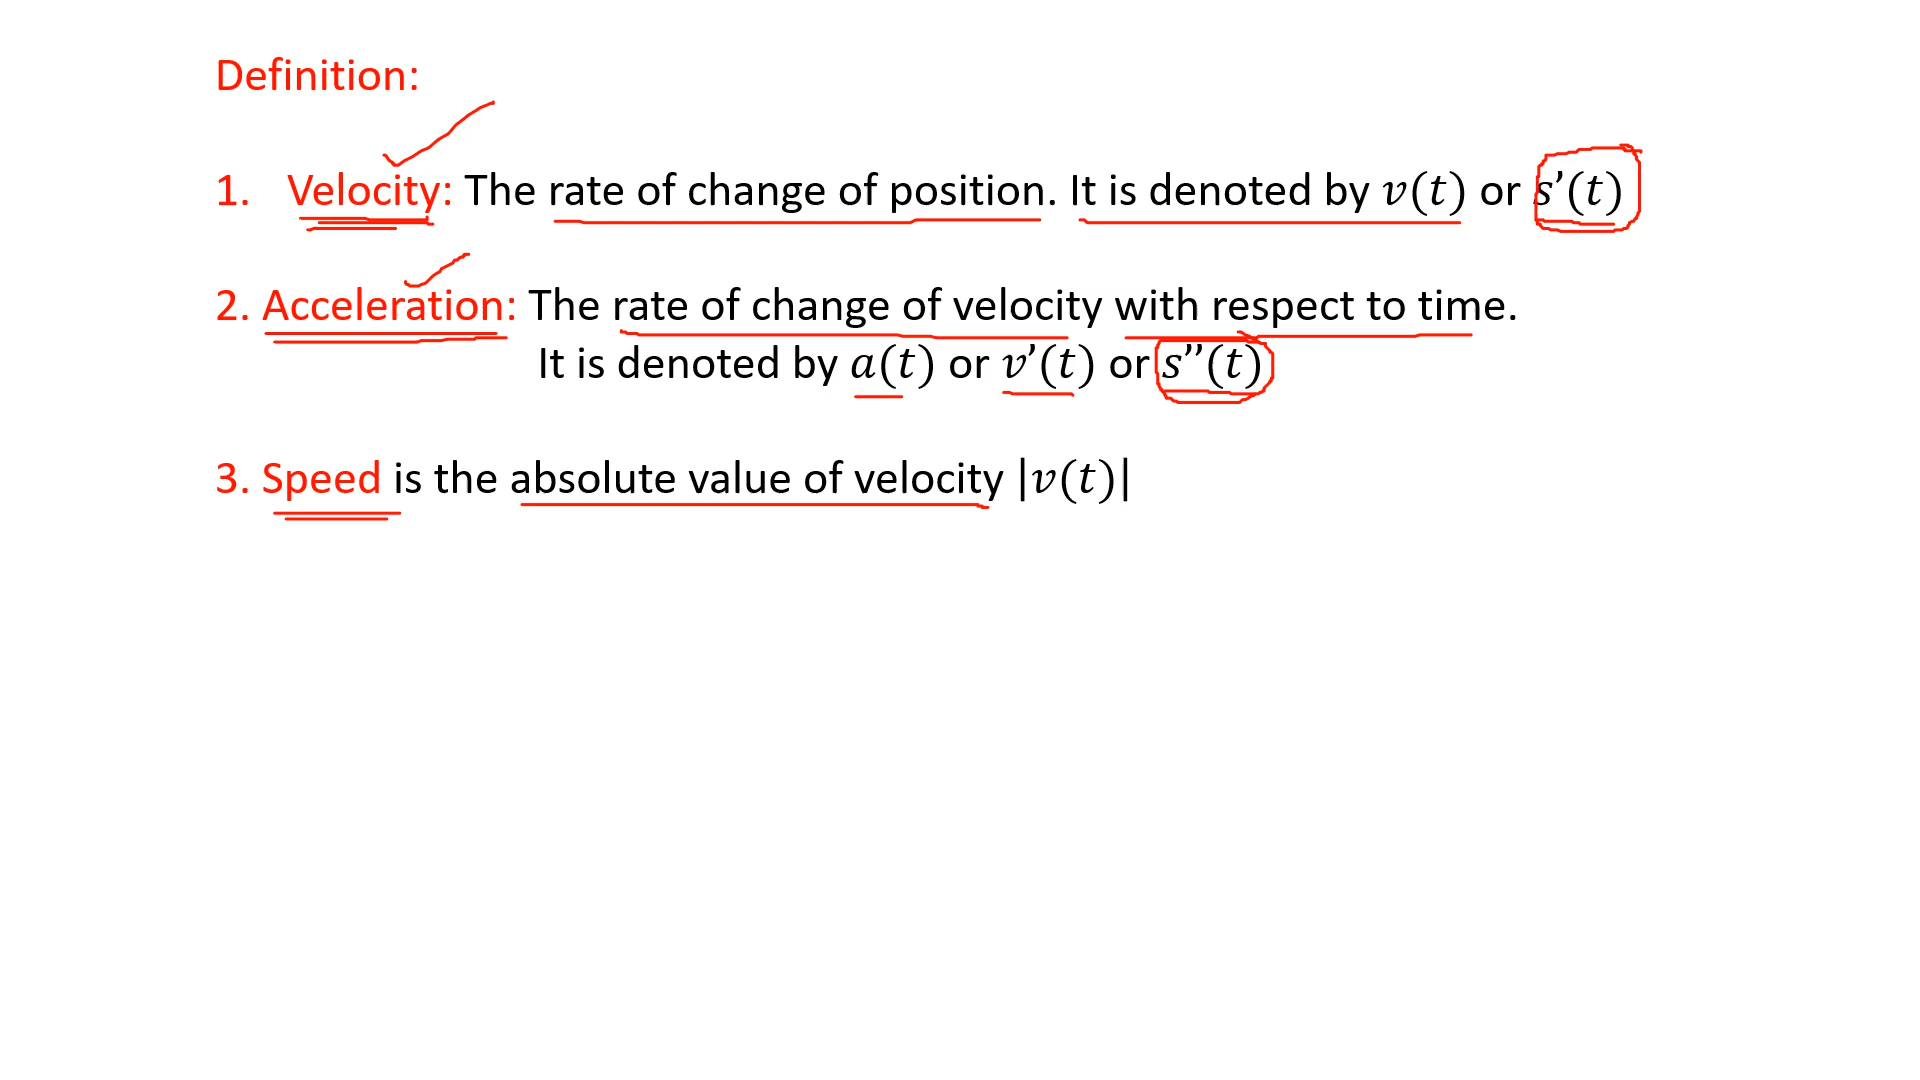 Definition:
1. Velocity: The rate of change of position. It is denoted by v(t) or s’(t)
2. Acceleration: The rate of change of velocity with respect to time.
It is denoted by a(t) or v’(t) or s’’(t)
3. Speed is the absolute value of velocity |v(t)|